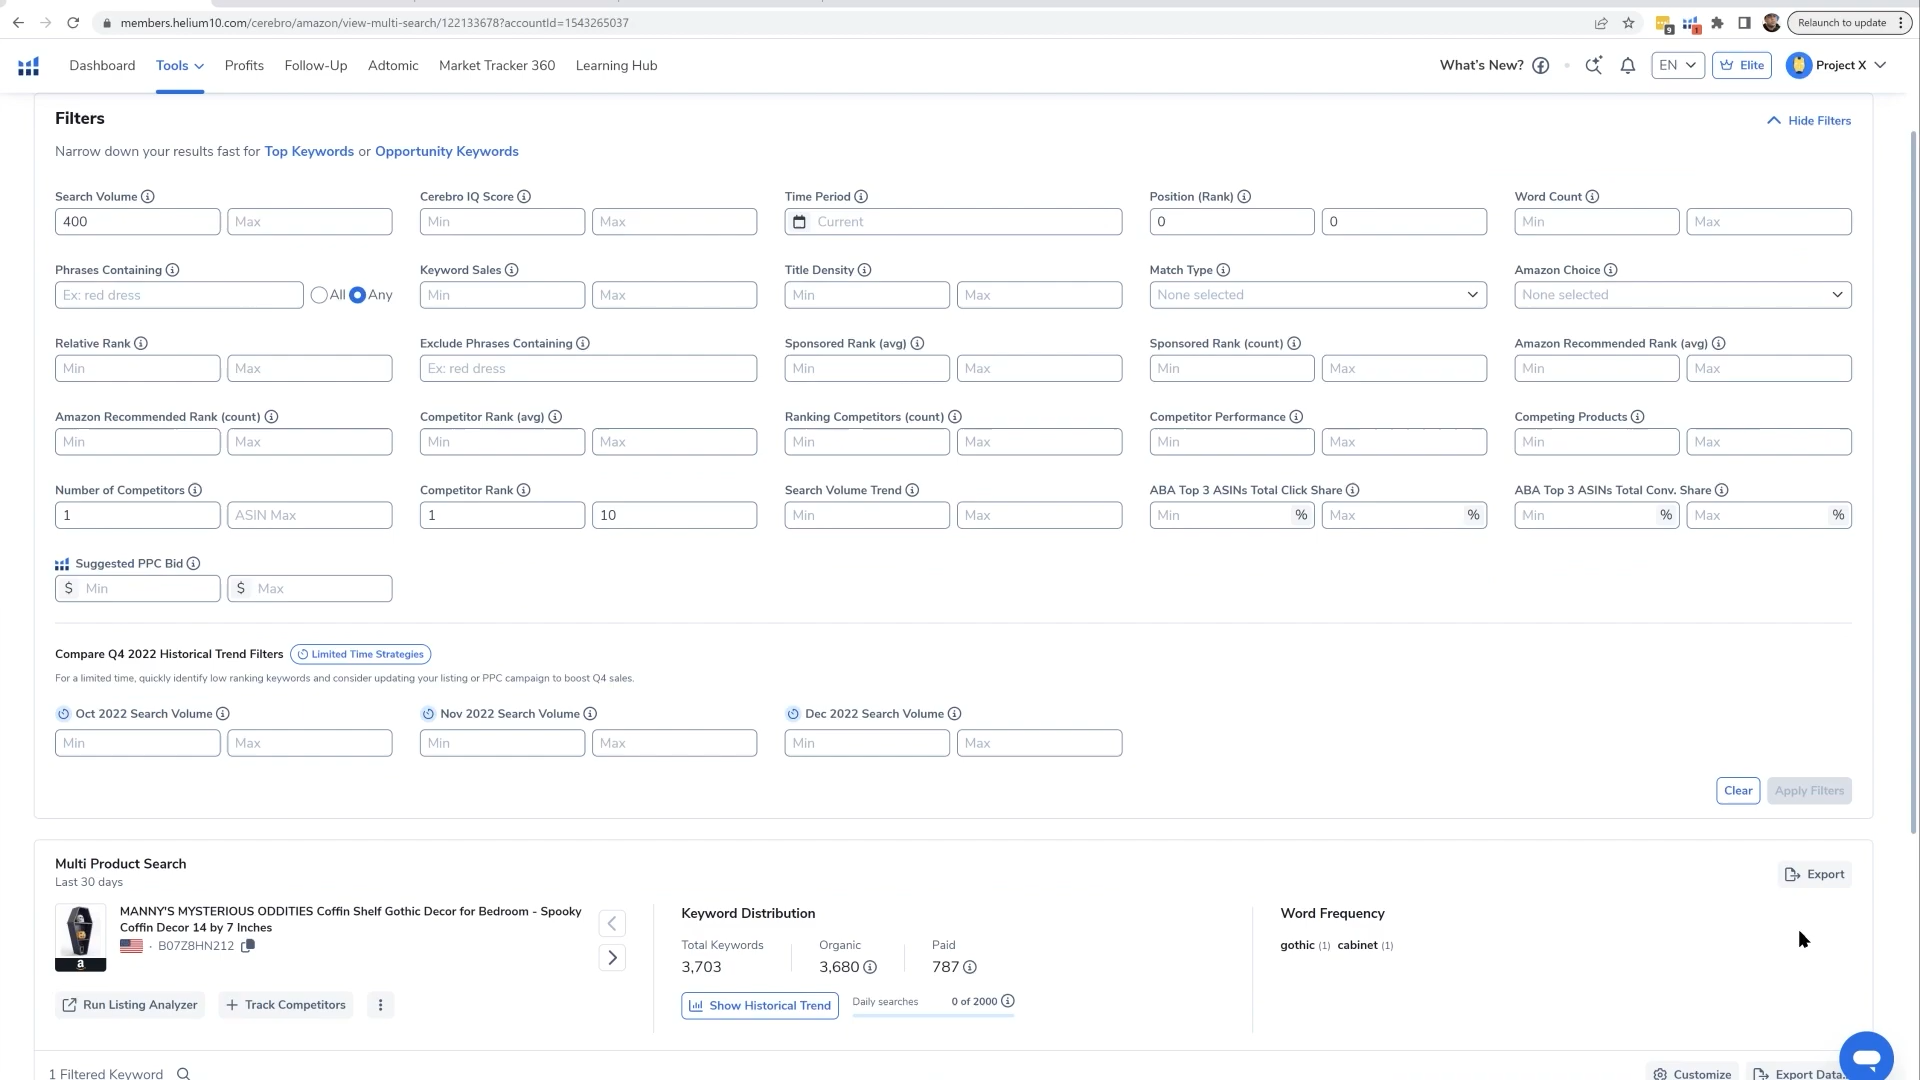 members.helium10.com/cerebro/amazon/view-multi-search/122133678?accountId=1543265037
9
1
Relaunch to update
Dashboard Tools Profits Follow-Up Adtomic Market Tracker 360 Learning Hub
What's New? EN Elite Project X
Filters
Hide Filters
Narrow down your results fast for Top Keywords or Opportunity Keywords
Search Volume Cerebro IQ Score Time Period Position (Rank) Word Count
400 Max Min Max Current 0 0 Min Max
Phrases Containing Keyword Sales Title Density Match Type Amazon Choice
Ex: red dress All Any Min Max Min Max None selected None selected
Relative Rank Exclude Phrases Containing Sponsored Rank (avg) Sponsored Rank (count) Amazon Recommended Rank (avg)
Min Max Ex: red dress Min Max Min Max Min Max
Amazon Recommended Rank (count) Competitor Rank (avg) Ranking Competitors (count) Competitor Performance Competing Products
Min Max Min Max Min Max Min Max Min Max
Number of Competitors Competitor Rank Search Volume Trend ABA Top 3 ASINs Total Click Share ABA Top 3 ASINs Total Conv. Share
1 ASIN Max 1 10 Min Max Min % Max % Min % Max %
Suggested PPC Bid
$ Min $ Max
Compare Q4 2022 Historical Trend Filters Limited Time Strategies
For a limited time, quickly identify low ranking keywords and consider updating your listing or PPC campaign to boost Q4 sales.
Oct 2022 Search Volume Nov 2022 Search Volume Dec 2022 Search Volume
Min Max Min Max Min Max
Clear Apply Filters
Multi Product Search
Last 30 days
Export
MANNY'S MYSTERIOUS ODDITIES Coffin Shelf Gothic Decor for Bedroom - Spooky
Coffin Decor 14 by 7 Inches
· B07Z8HN212
a
Run Listing Analyzer + Track Competitors
Keyword Distribution
Total Keywords Organic Paid
3,703 3,680 787
Show Historical Trend Daily searches 0 of 2000
Word Frequency
gothic (1) cabinet (1)
1 Filtered Keyword Customize Export Data...